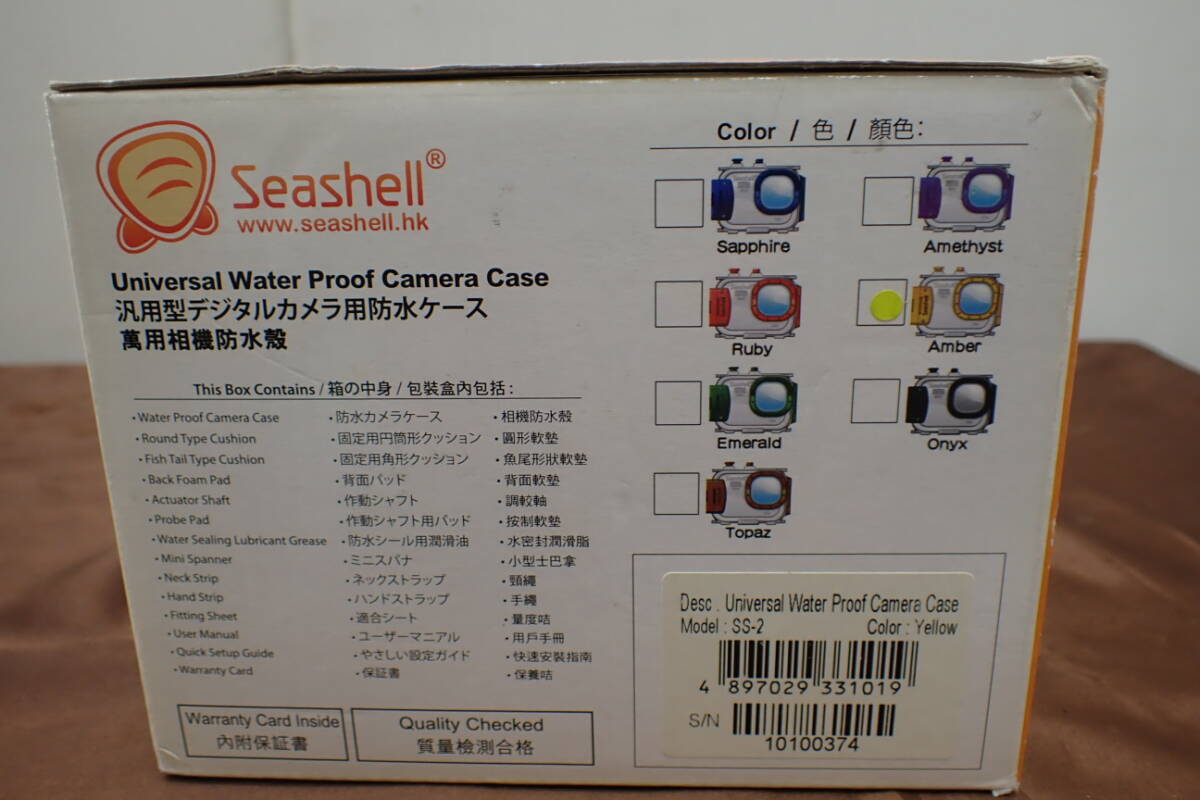 Seashell®
www.seashell.hk
Universal Water Proof Camera Case
汎用型デジタルカメラ用防水ケース
萬用相機防水殼
This Box Contains / 箱の中身 / 包裝盒內包括:
• Water Proof Camera Case
• Round Type Cushion
• Fish Tail Type Cushion
• Back Foam Pad
• Actuator Shaft
• Probe Pad
• Water Sealing Lubricant Grease
• Mini Spanner
• Neck Strip
• Hand Strip
• Fitting Sheet
• User Manual
• Quick Setup Guide
• Warranty Card
• 防水カメラケース
• 固定用円筒形クッション
• 固定用角形クッション
• 背面パッド
• 作動シャフト
• 作動シャフト用パッド
• 防水シール用潤滑油
• ミニスパナ
• ネックストラップ
• ハンドストラップ
• 適合シート
• ユーザーマニアル
• やさしい設定ガイド
• 保証書
• 相機防水殼
• 圓形軟墊
• 魚尾形狀軟墊
• 背面軟墊
• 調較軸
• 按制軟墊
• 水密封潤滑脂
• 小型士巴拿
• 頸繩
• 手繩
• 量度咭
• 用戶手冊
• 快速安裝指南
• 保養咭
Warranty Card Inside
內附保証書
Quality Checked
質量檢測合格
Color / 色 / 顏色:
Sapphire
Amethyst
Ruby
Amber
Emerald
Onyx
Topaz
Desc . Universal Water Proof Camera Case
Model : SS-2 Color : Yellow
4 897029 331019
S/N
10100374